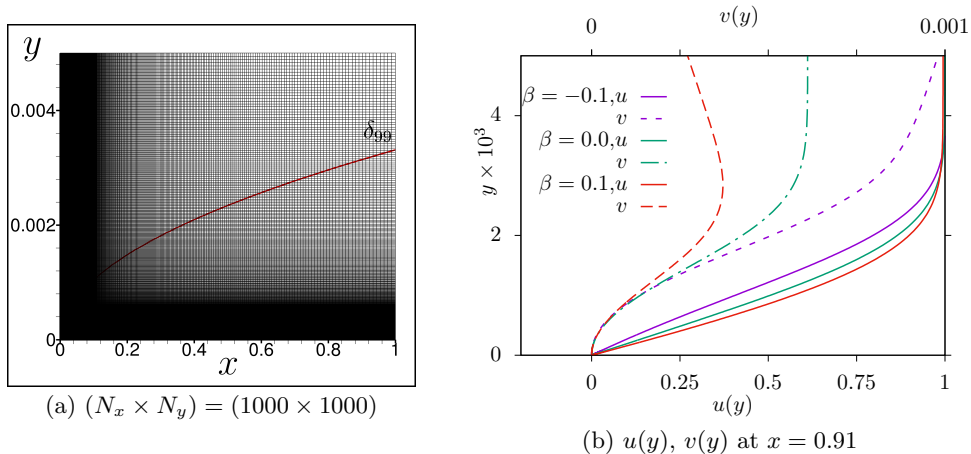 y
0.004
0.002
0
δ99
0
0.2
0.4
0.6
0.8
1
x
(a) (Nx × Ny) = (1000 × 1000)
v(y)
0
0.001
β = −0.1,u
v
β = 0.0,u
v
β = 0.1,u
v
y × 10³
4
2
0
0
0.25
0.5
0.75
1
u(y)
(b) u(y), v(y) at x = 0.91